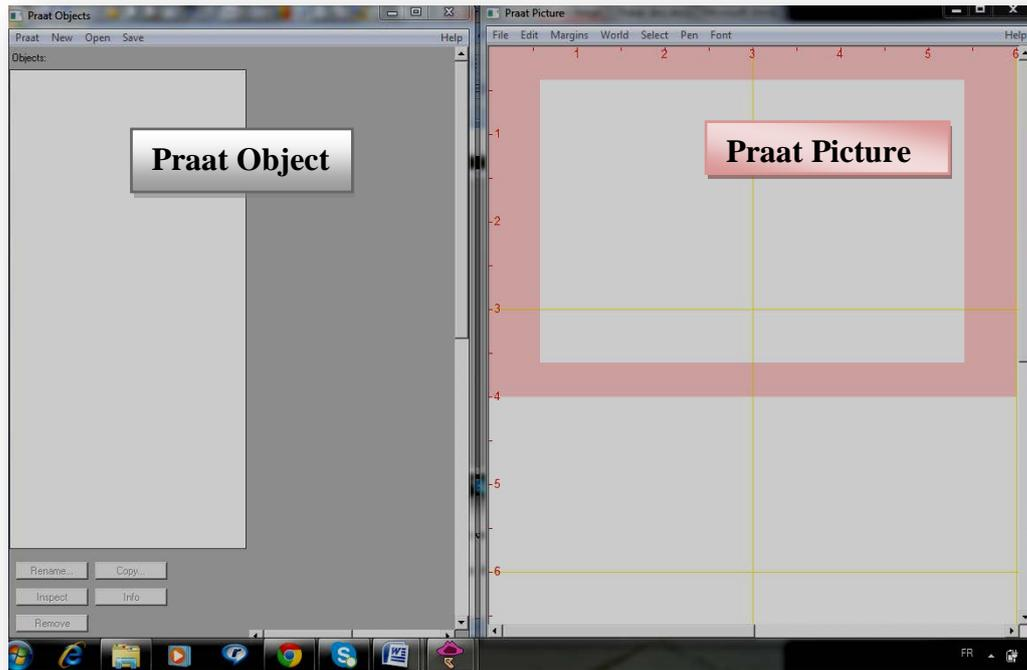 Praat Objects
Praat New Open Save Help
Objects:
Praat Object
Rename... Copy...
Inspect Info
Remove
Praat Picture
File Edit Margins World Select Pen Font Help
1 2 3 4 5 6
Praat Picture
1
2
3
4
5
6
FR